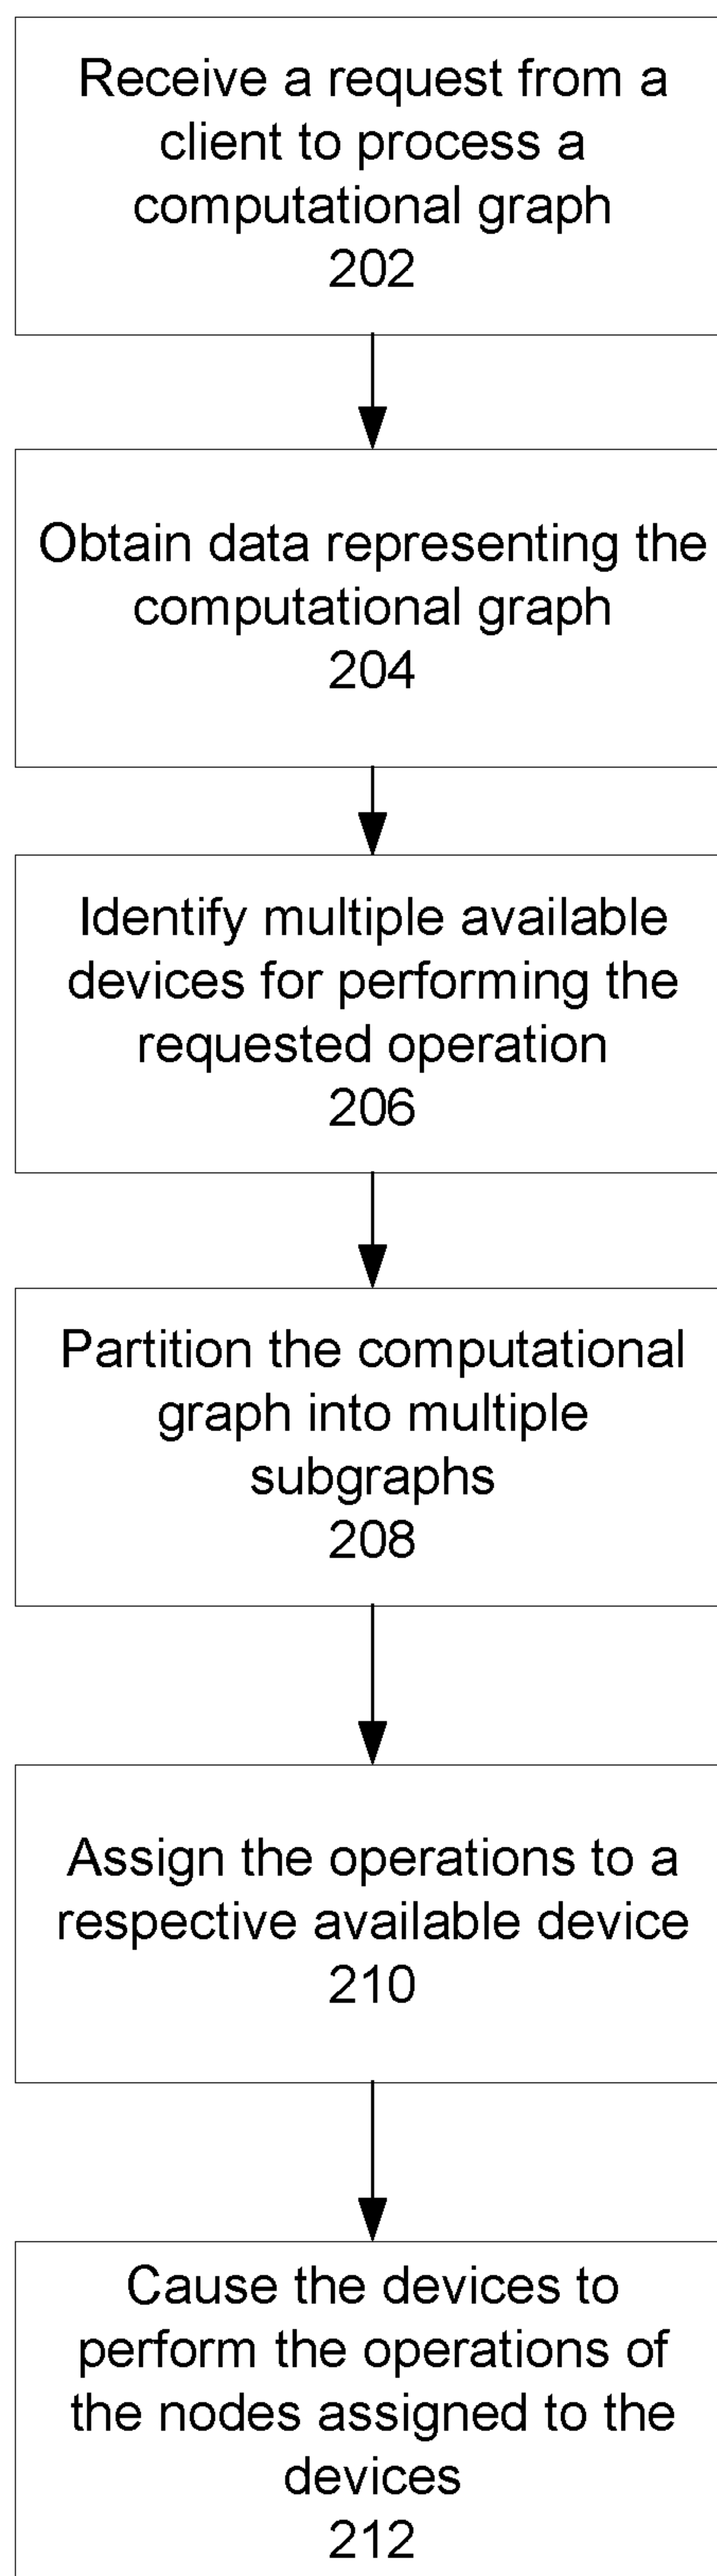 Receive a request from a
client to process a
computational graph
202
Obtain data representing the
computational graph
204
Identify multiple available
devices for performing the
requested operation
206
Partition the computational
graph into multiple
subgraphs
208
Assign the operations to a
respective available device
210
Cause the devices to
perform the operations of
the nodes assigned to the
devices
212